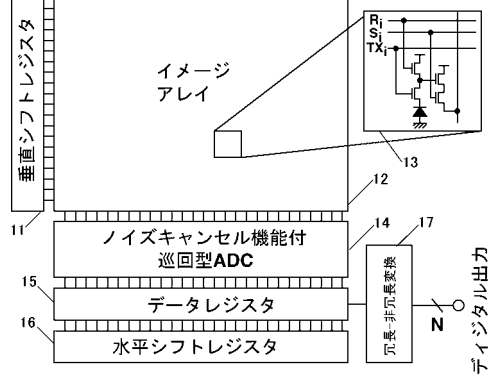 垂直シフトレジスタ
イメージ
アレイ
Ri
Si
TXi
11
12
13
ノイズキャンセル機能付
巡回型ADC
14
17
15
データレジスタ
16
水平シフトレジスタ
冗長-非冗長変換
N
ディジタル出力